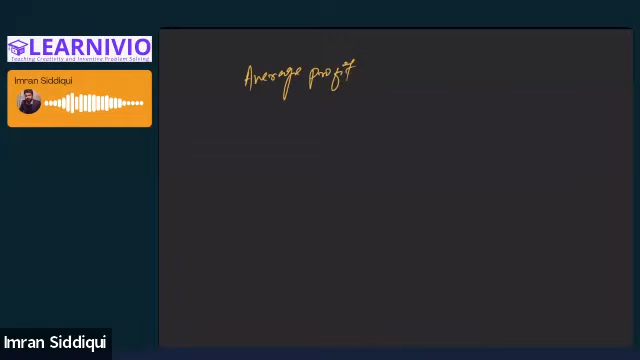 LEARNIVIO
Teaching Creativity and Inventive Problem Solving
Imran Siddiqui
Average profit
Imran Siddiqui